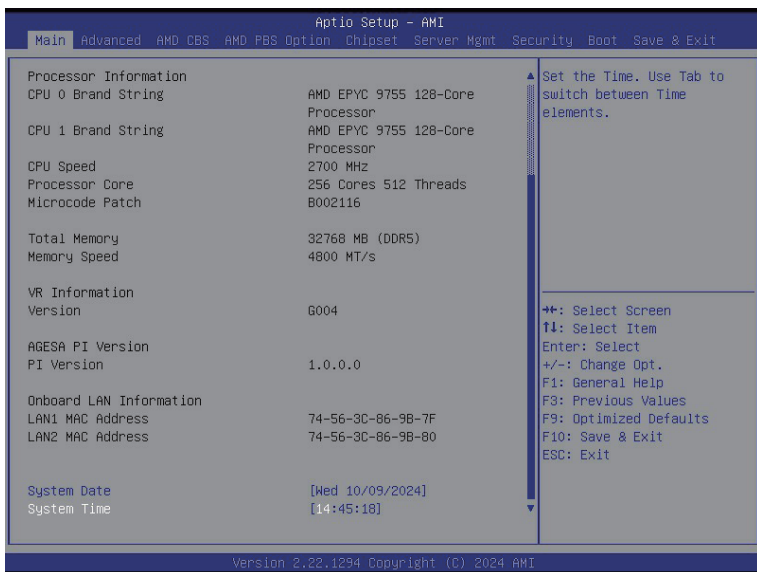 Aptio Setup - AMI
Main Advanced AMD CBS AMD PBS Option Chipset Server Mgmt Security Boot Save & Exit
Processor Information
CPU 0 Brand String AMD EPYC 9755 128-Core
Processor
CPU 1 Brand String AMD EPYC 9755 128-Core
Processor
CPU Speed 2700 MHz
Processor Core 256 Cores 512 Threads
Microcode Patch B002116
Total Memory 32768 MB (DDR5)
Memory Speed 4800 MT/s
VR Information
Version G004
AGESA PI Version
PI Version 1.0.0.0
Onboard LAN Information
LAN1 MAC Address 74-56-3C-86-9B-7F
LAN2 MAC Address 74-56-3C-86-9B-80
System Date [Wed 10/09/2024]
System Time [14:45:18]
Set the Time. Use Tab to
switch between Time
elements.
→←: Select Screen
↑↓: Select Item
Enter: Select
+/-: Change Opt.
F1: General Help
F3: Previous Values
F9: Optimized Defaults
F10: Save & Exit
ESC: Exit
Version 2.22.1294 Copyright (C) 2024 AMI